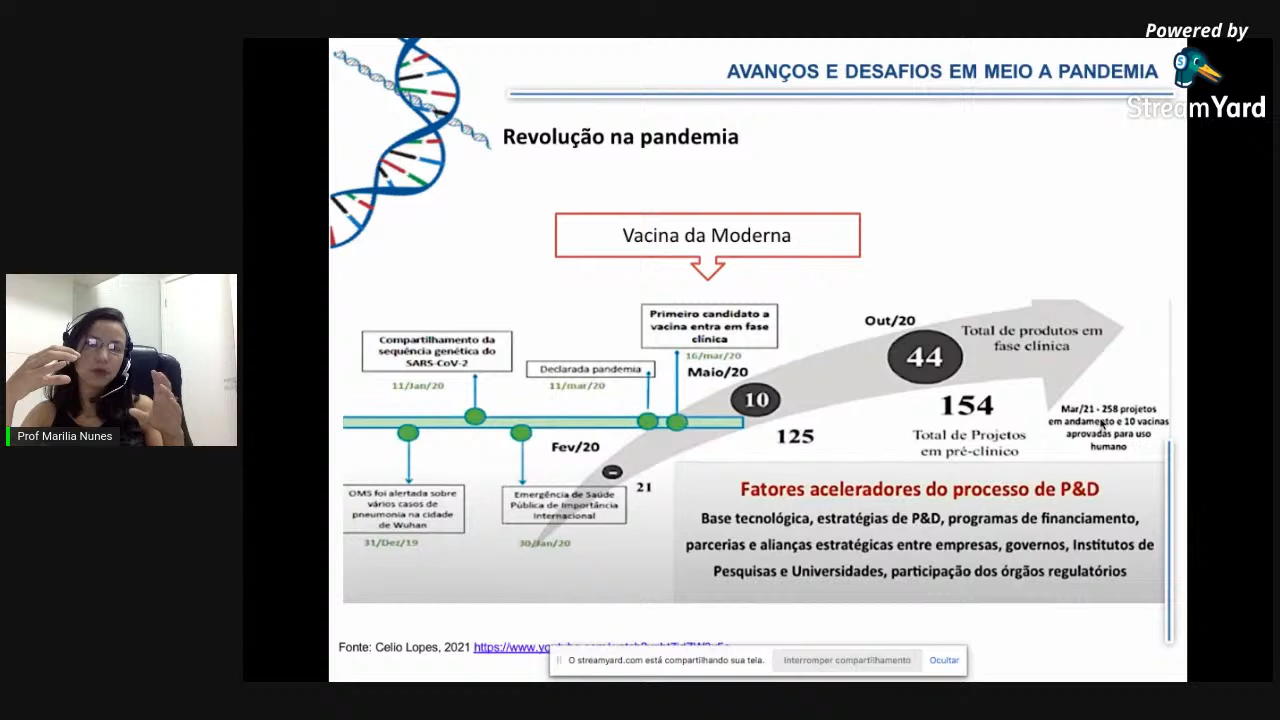 Powered by
StreamYard
AVANÇOS E DESAFIOS EM MEIO A PANDEMIA
Revolução na pandemia
Vacina da Moderna
Primeiro candidato a
vacina entra em fase
clínica
16/mar/20
Compartilhamento da
sequência genética do
SARS-CoV-2
11/Jan/20
Declarada pandemia
11/mar/20
Maio/20
10
125
Out/20
44
Total de produtos em
fase clínica
154
Total de Projetos
em pré-clínico
Mar/21 - 258 projetos
em andamento e 10 vacinas
aprovadas para uso
humano
Fev/20
–
21
OMS foi alertada sobre
vários casos de
pneumonia na cidade
de Wuhan
31/Dez/19
Emergência de Saúde
Pública de Importância
Internacional
30/Jan/20
Fatores aceleradores do processo de P&D
Base tecnológica, estratégias de P&D, programas de financiamento,
parcerias e alianças estratégicas entre empresas, governos, Institutos de
Pesquisas e Universidades, participação dos órgãos regulatórios
Prof Marilia Nunes
Fonte: Celio Lopes, 2021 https://www.
O streamyard.com está compartilhando sua tela.
Interromper compartilhamento
Ocultar